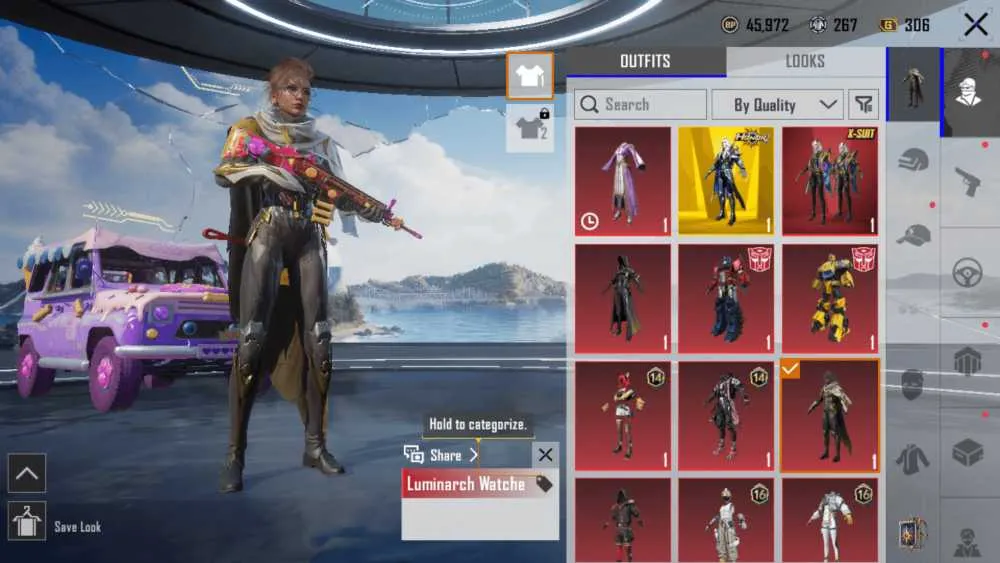 45,972 267 306
OUTFITS
LOOKS
Search
By Quality
X-SUIT
1
1
1
2
1
1
1
14
14
1
1
1
Hold to categorize.
Share
Luminarch Watche
16
16
Save Look